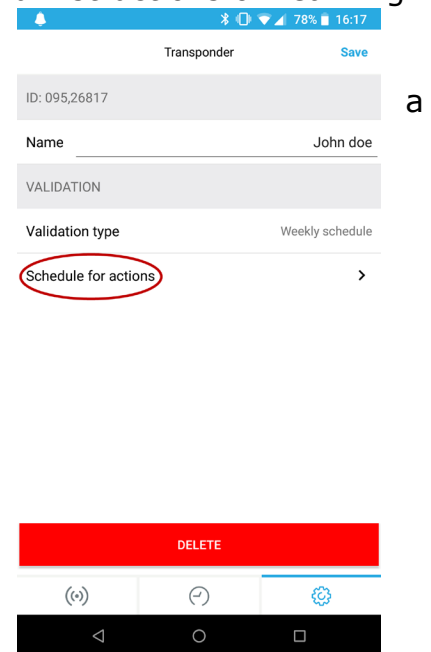 78% 16:17
Transponder Save
ID: 095,26817
a
Name John doe
VALIDATION
Validation type Weekly schedule
Schedule for actions
DELETE